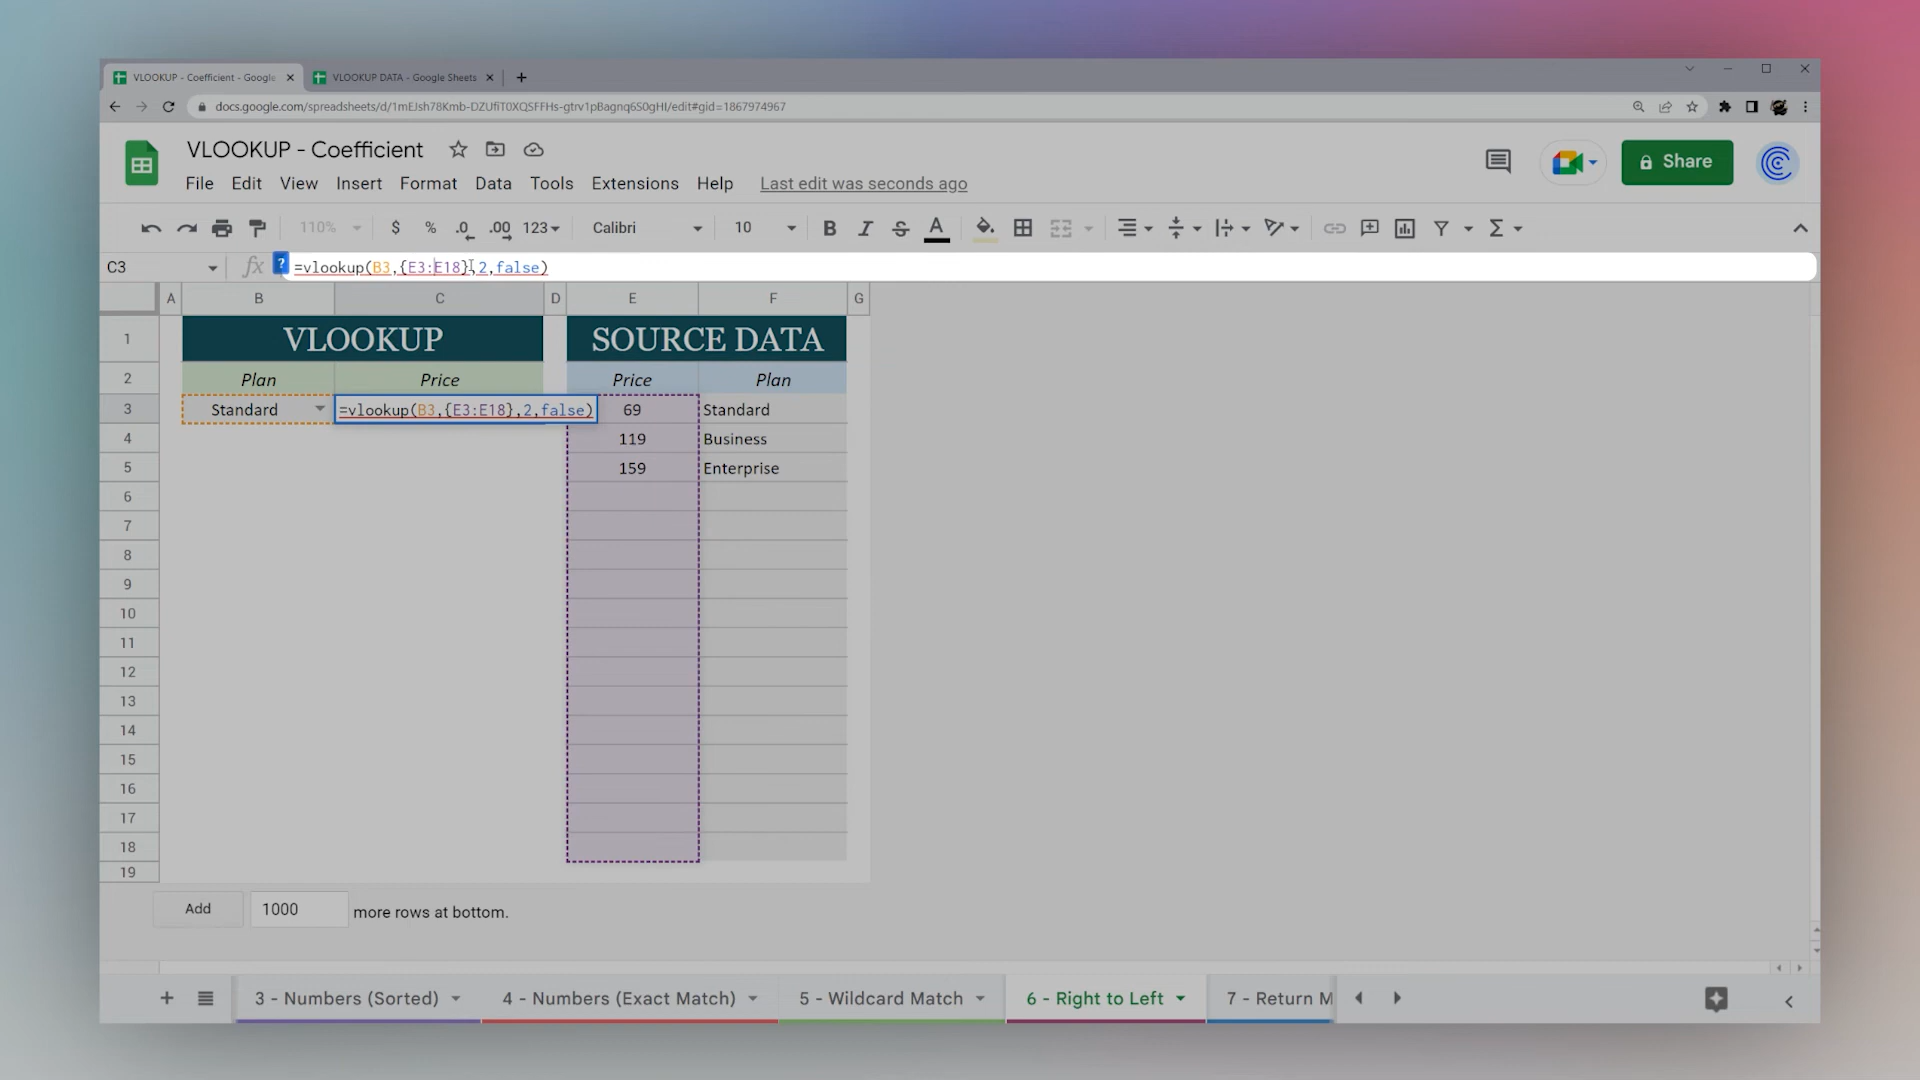 VLOOKUP - Coefficient - Google
VLOOKUP DATA - Google Sheets
docs.google.com/spreadsheets/d/1mEJsh78Kmb-DZUfiT0XQSFFHs-gtrv1pBagnq6S0gHI/edit#gid=1867974967
VLOOKUP - Coefficient
Share
File Edit View Insert Format Data Tools Extensions Help Last edit was seconds ago
110% $ % .0 .00 123 Calibri 10 B I S A Σ
C3 fx ? =vlookup(B3,{E3:E18},2,false)
A B C D E F G
1 VLOOKUP SOURCE DATA
2 Plan Price Price Plan
3 Standard =vlookup(B3,{E3:E18},2,false) 69 Standard
4 119 Business
5 159 Enterprise
6
7
8
9
10
11
12
13
14
15
16
17
18
19
Add 1000 more rows at bottom.
+ 3 - Numbers (Sorted) 4 - Numbers (Exact Match) 5 - Wildcard Match 6 - Right to Left 7 - Return M